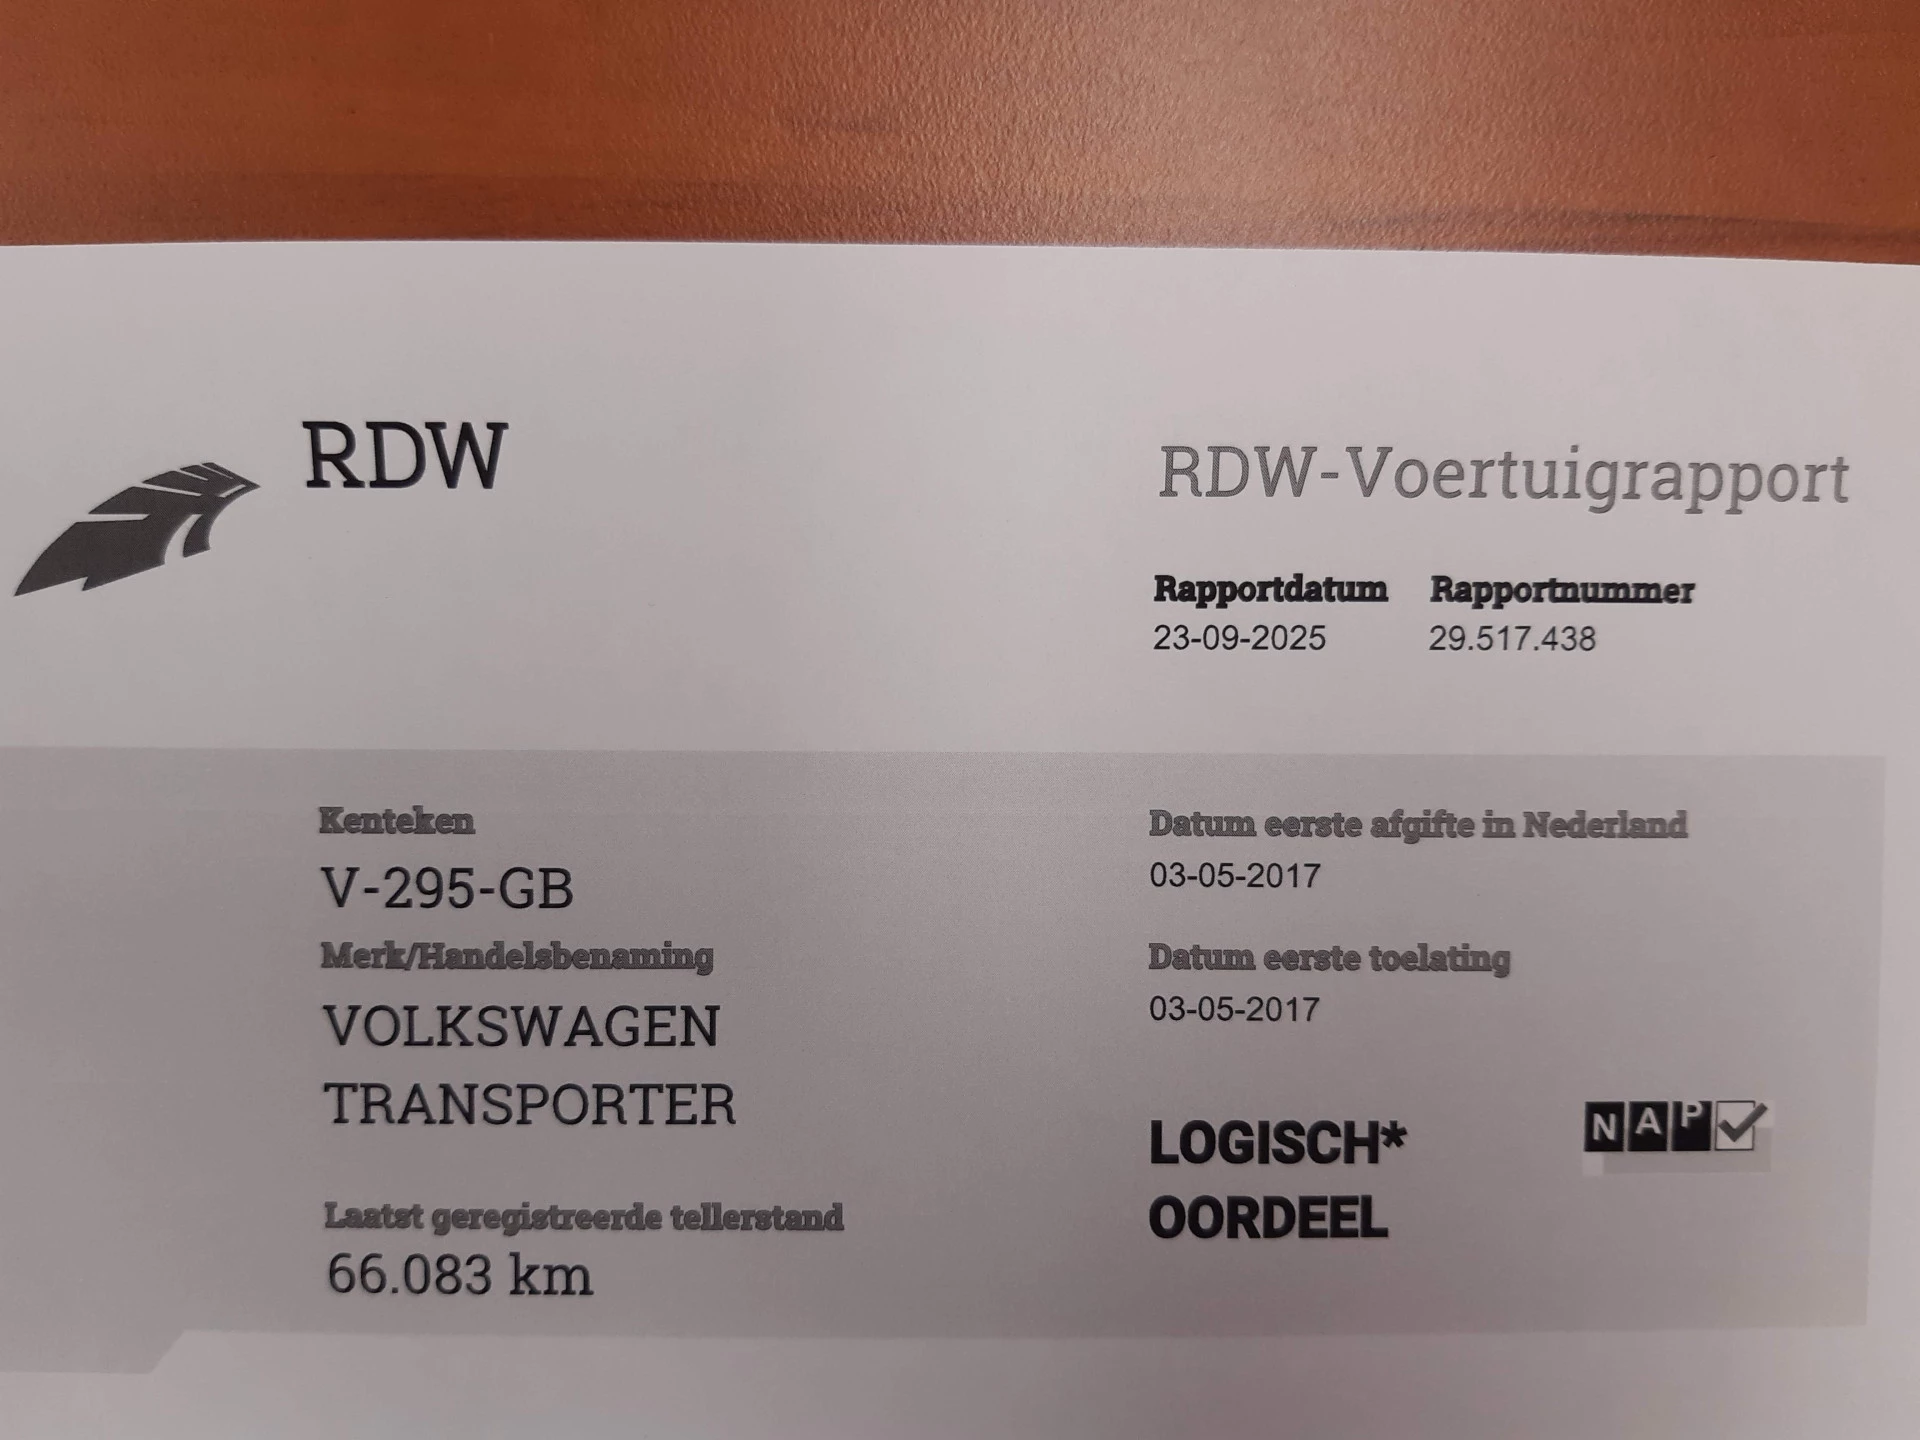 RDW
RDW-Voertuigrapport
Rapportdatum Rapportnummer
23-09-2025 29.517.438
Kenteken
V-295-GB
Merk/Handelsbenaming
VOLKSWAGEN
TRANSPORTER
Laatst geregistreerde tellerstand
66.083 km
Datum eerste afgifte in Nederland
03-05-2017
Datum eerste toelating
03-05-2017
LOGISCH*
OORDEEL
NAP